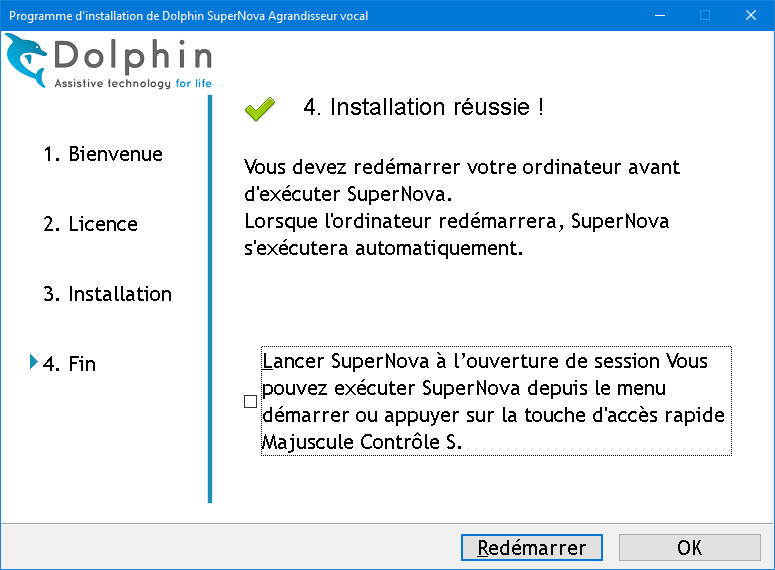 Programme d'installation de Dolphin SuperNova Agrandisseur vocal
Dolphin
Assistive technology for life
1. Bienvenue
2. Licence
3. Installation
4. Fin
4. Installation réussie !
Vous devez redémarrer votre ordinateur avant
d'exécuter SuperNova.
Lorsque l'ordinateur redémarrera, SuperNova
s'exécutera automatiquement.
Lancer SuperNova à l’ouverture de session Vous
pouvez exécuter SuperNova depuis le menu
démarrer ou appuyer sur la touche d'accès rapide
Majuscule Contrôle S.
Redémarrer
OK